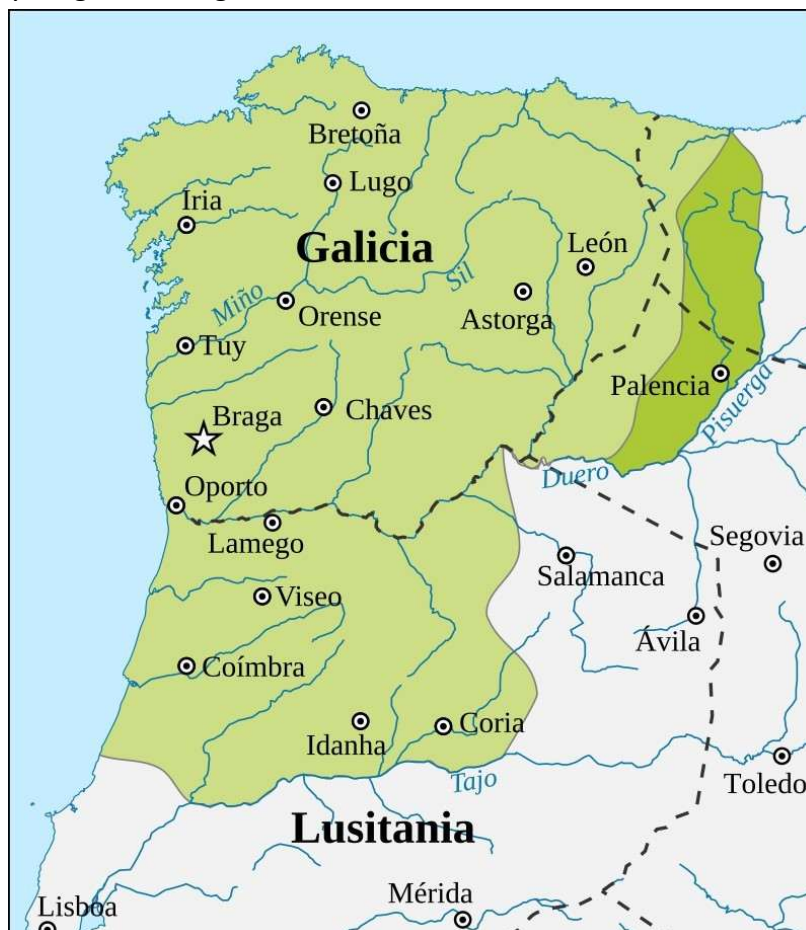 Bretoña
Lugo
Iria
Galicia
León
Sil
Miño
Orense
Astorga
Tuy
Palencia
Pisuerga
Braga
Chaves
Duero
Oporto
Lamego
Segovia
Salamanca
Viseo
Ávila
Coímbra
Idanha
Coria
Tajo
Toledo
Lusitania
Mérida
Lisboa